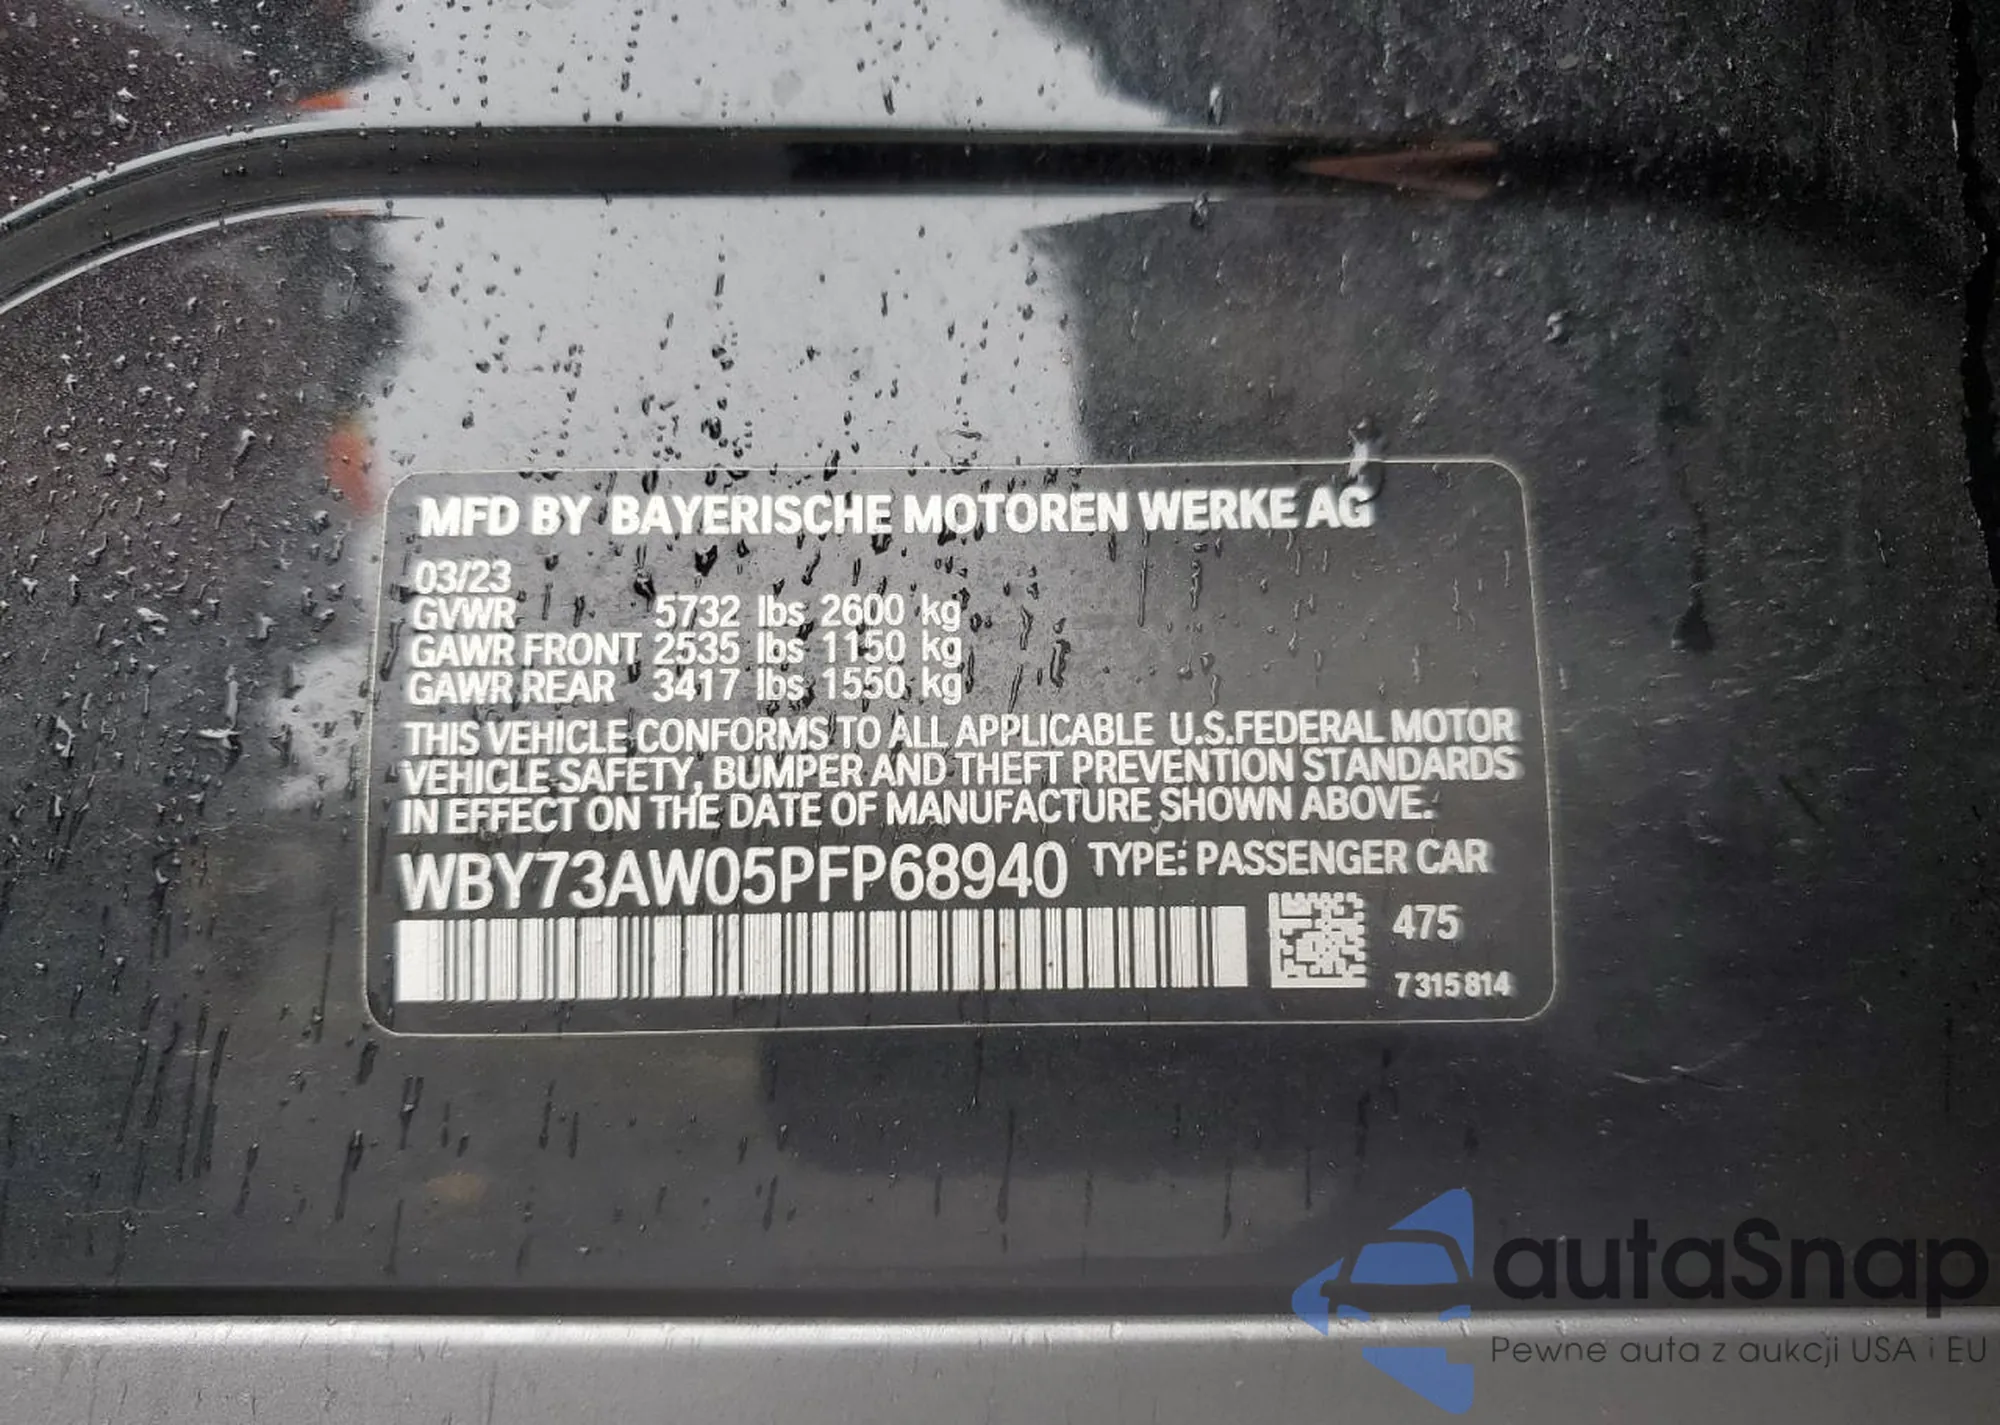 MFD BY BAYERISCHE MOTOREN WERKE AG
03/23
GVWR 5732 lbs 2600 kg
GAWR FRONT 2535 lbs 1150 kg
GAWR REAR 3417 lbs 1550 kg
THIS VEHICLE CONFORMS TO ALL APPLICABLE U.S.FEDERAL MOTOR
VEHICLE SAFETY, BUMPER AND THEFT PREVENTION STANDARDS
IN EFFECT ON THE DATE OF MANUFACTURE SHOWN ABOVE.
WBY73AW05PFP68940 TYPE: PASSENGER CAR
475
7 315 814
autaSnap
Pewne auta z aukcji USA i EU